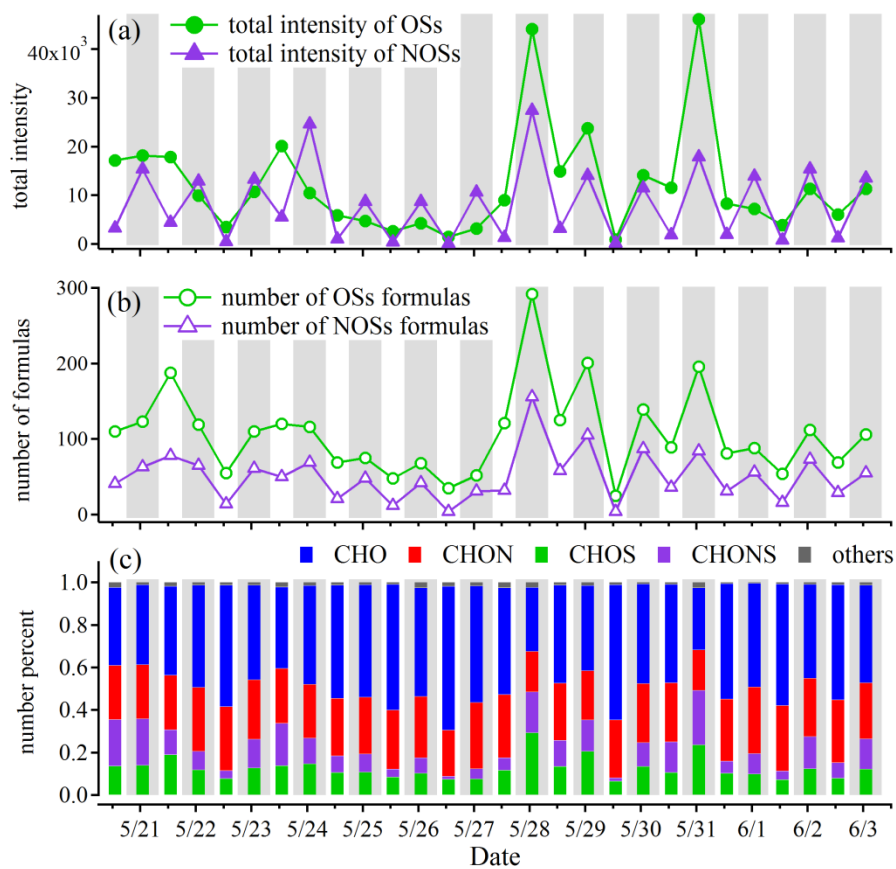 (a)
total intensity of OSs
total intensity of NOSs
40x10³
30
20
10
0
total intensity
(b)
number of OSs formulas
number of NOSs formulas
300
200
100
0
number of formulas
CHO CHON CHOS CHONS others
(c)
1.0
0.8
0.6
0.4
0.2
0.0
number percent
5/21 5/22 5/23 5/24 5/25 5/26 5/27 5/28 5/29 5/30 5/31 6/1 6/2 6/3
Date